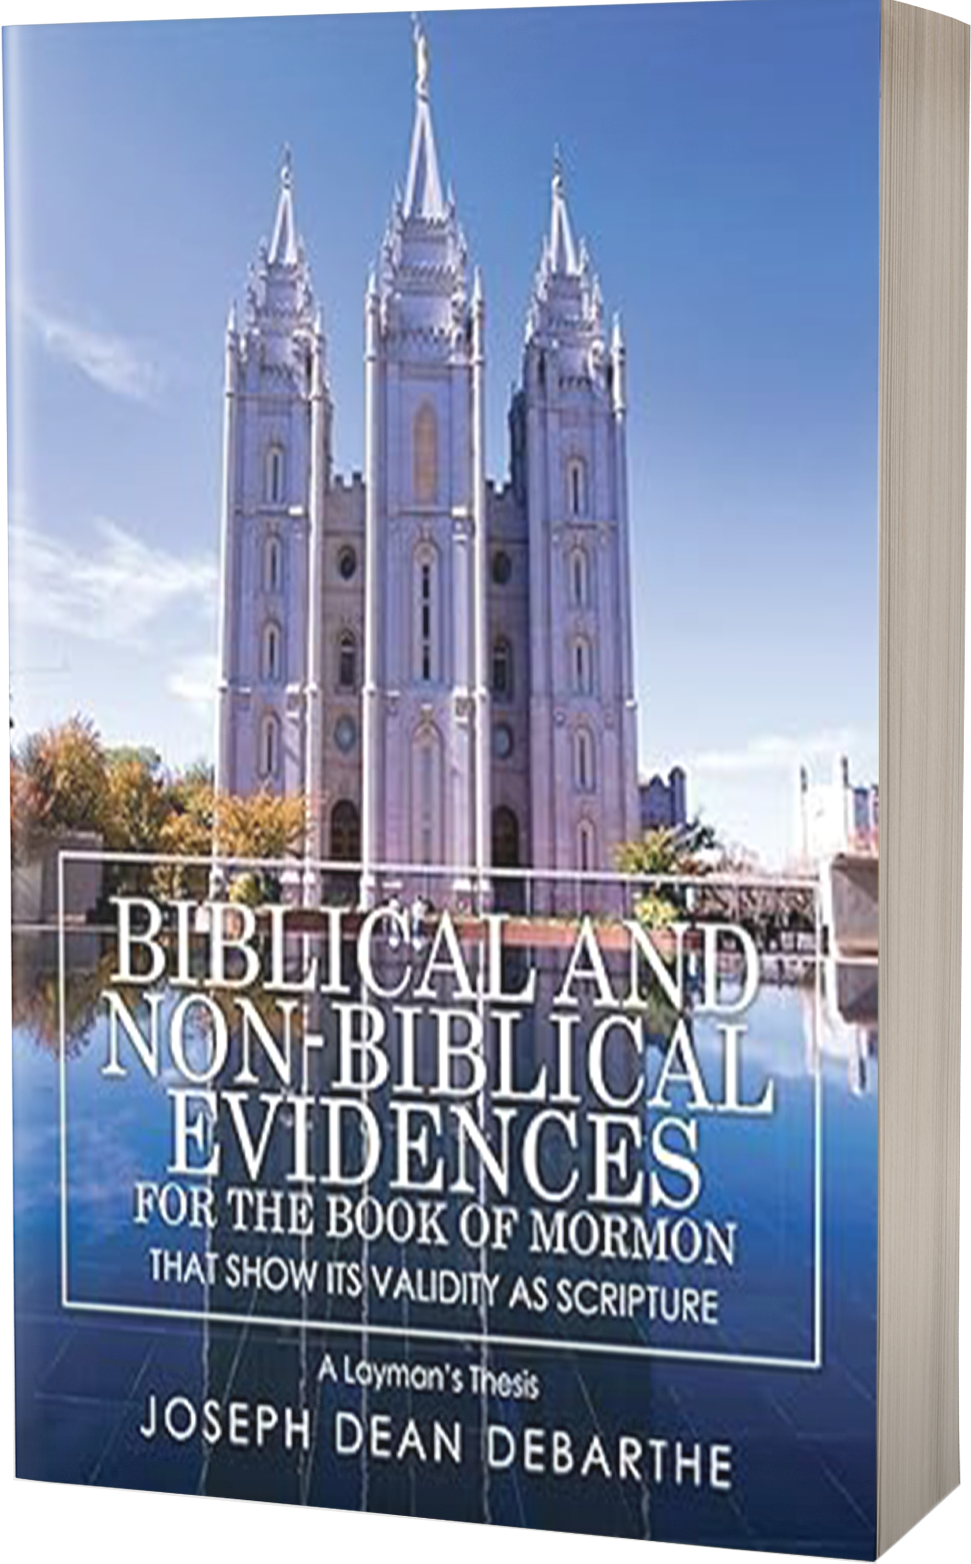 BIBLICAL AND
NON-BIBLICAL
EVIDENCES
FOR THE BOOK OF MORMON
THAT SHOW ITS VALIDITY AS SCRIPTURE
A Layman's Thesis
JOSEPH DEAN DEBARTHE